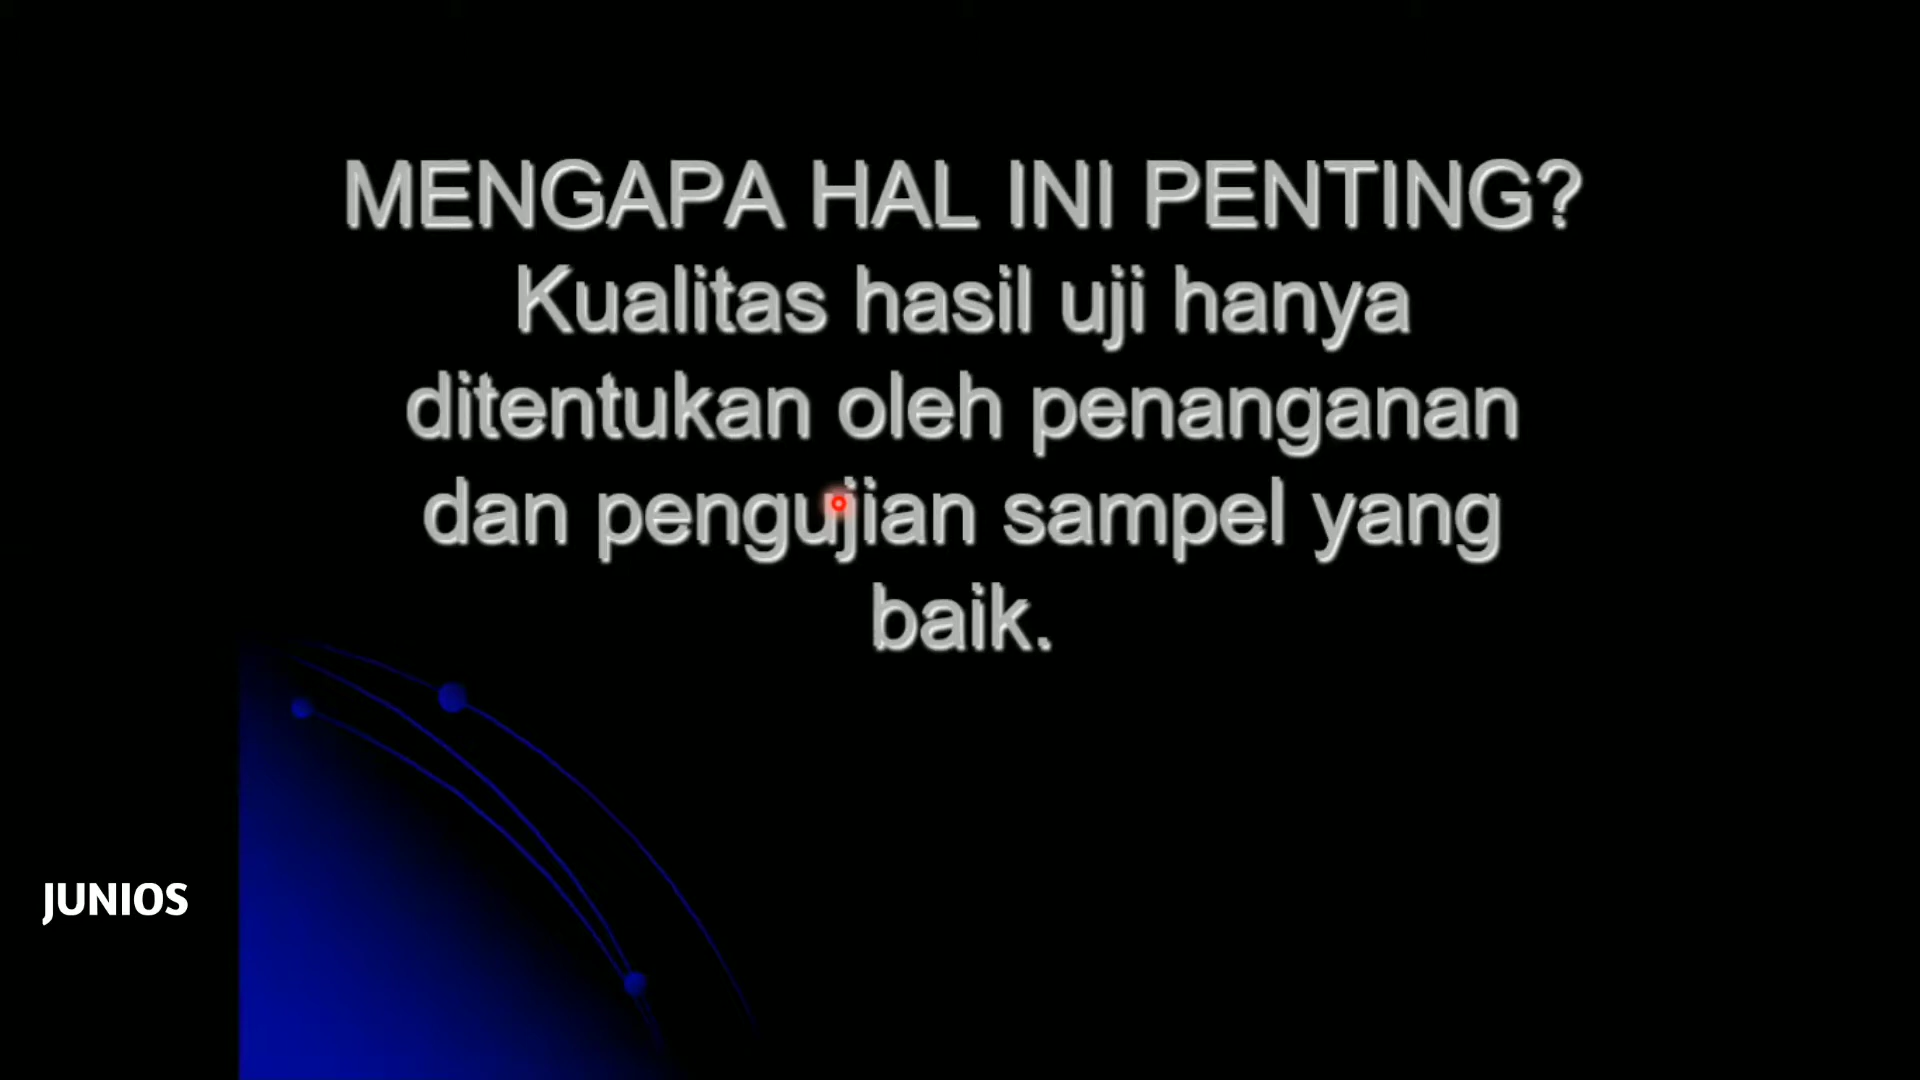 MENGAPA HAL INI PENTING?
Kualitas hasil uji hanya
ditentukan oleh penanganan
dan pengujian sampel yang
baik.
JUNIOS